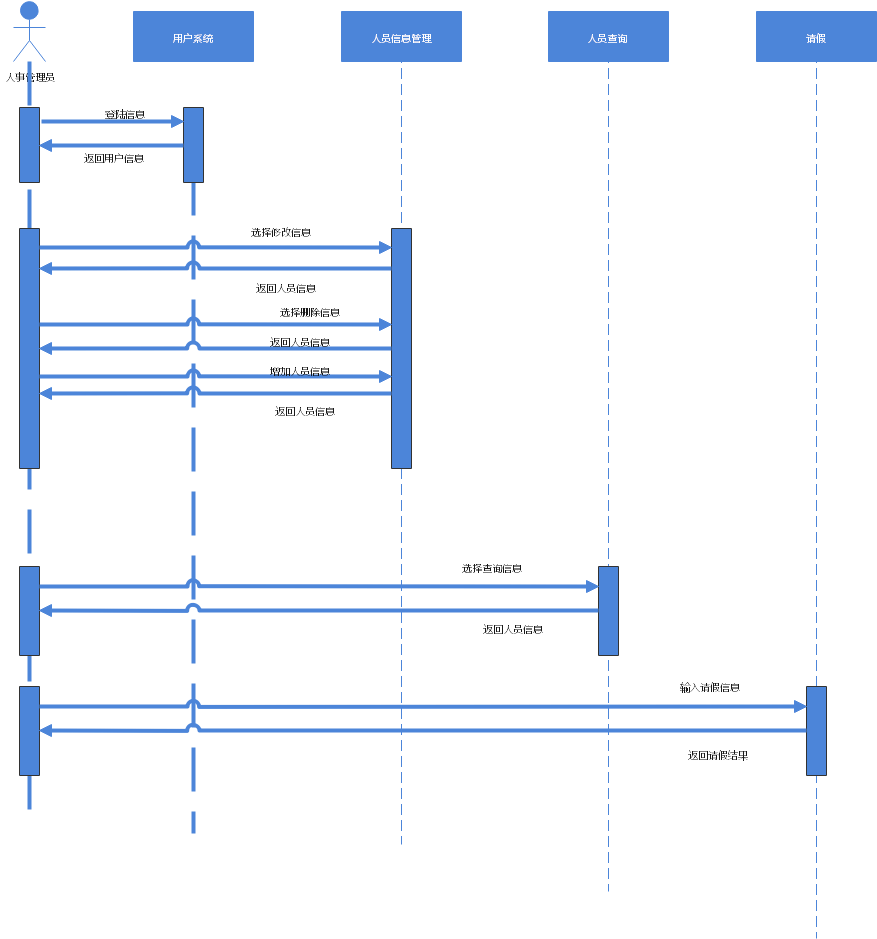 用户系统
人员信息管理
人员查询
请假
人事管理员
登陆信息
返回用户信息
选择修改信息
返回人员信息
选择删除信息
返回人员信息
增加人员信息
返回人员信息
选择查询信息
返回人员信息
输入请假信息
返回请假结果